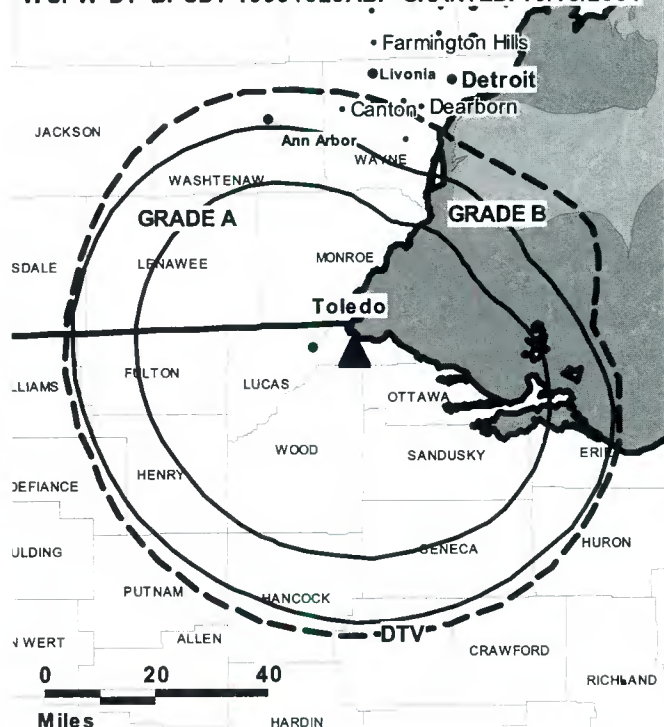 Farmington Hills
Livonia
Detroit
Canton
Dearborn
JACKSON
Ann Arbor
WAYNE
WASHTENAW
GRADE A
GRADE B
SDALE
LENAWEE
MONROE
Toledo
LLIAMS
FULTON
LUCAS
OTTAWA
WOOD
SANDUSKY
ERIE
HENRY
DEFIANCE
ULDING
SENECA
HURON
PUTNAM
HANCOCK
N WERT
ALLEN
DTV
CRAWFORD
0 20 40
RICHLAND
Miles
HARDIN